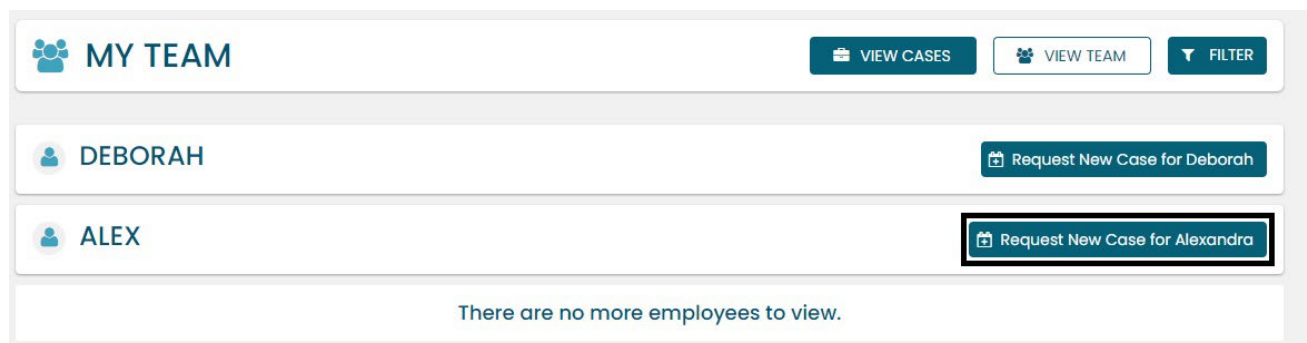 MY TEAM
VIEW CASES
VIEW TEAM
FILTER
DEBORAH
Request New Case for Deborah
ALEX
Request New Case for Alexandra
There are no more employees to view.